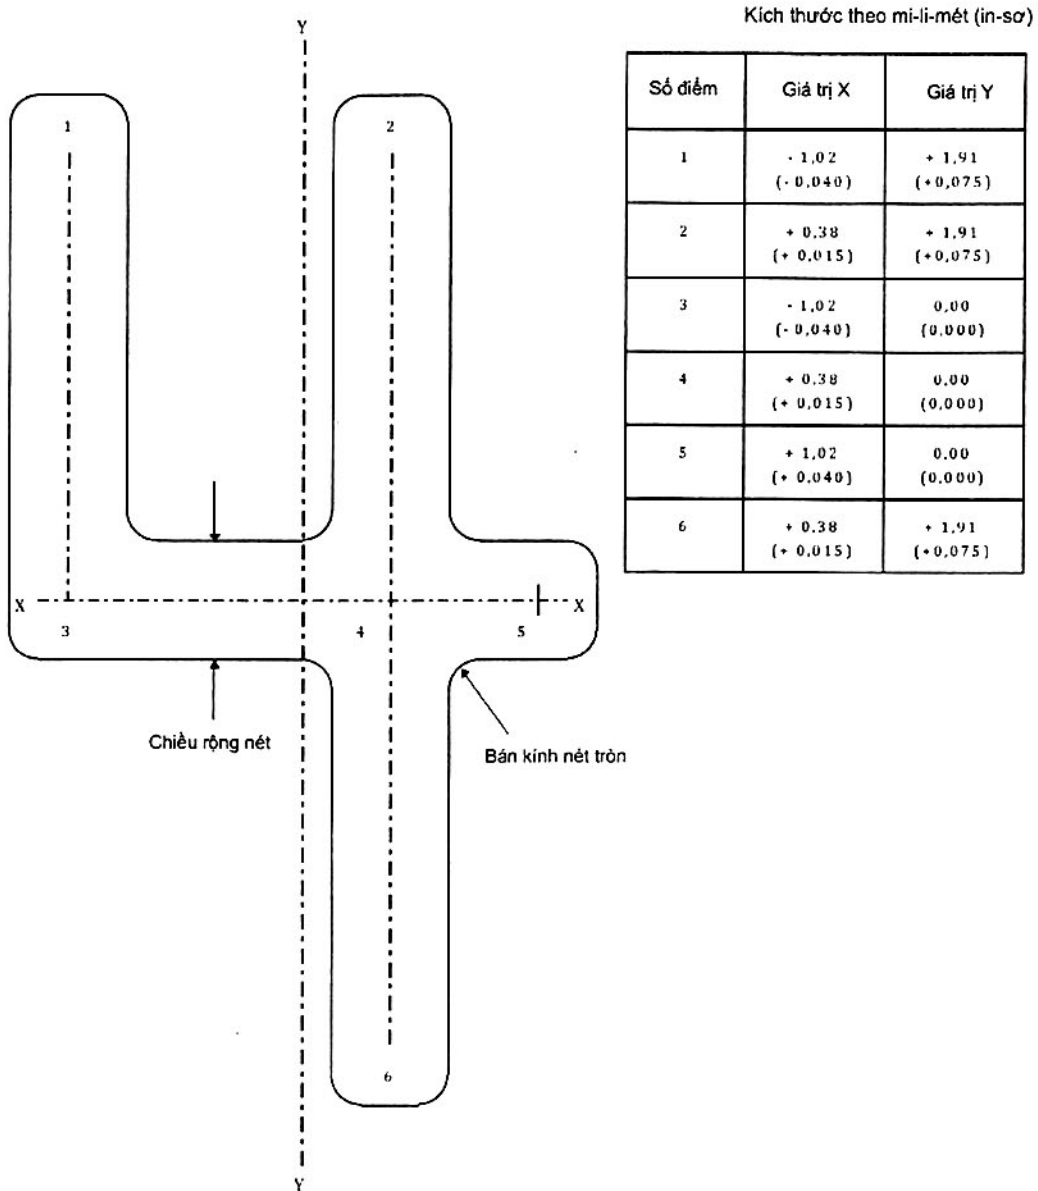 Kích thước theo mi-li-mét (in-sơ)
Số điểm Giá trị X Giá trị Y
1 - 1,02 + 1,91
(- 0,040) (+0,075)
2 + 0,38 + 1,91
(+ 0,015) (+0,075)
3 - 1,02 0,00
(- 0,040) (0,000)
4 + 0,38 0,00
(+ 0,015) (0,000)
5 + 1,02 0,00
(+ 0,040) (0,000)
6 + 0,38 + 1,91
(+ 0,015) (+0,075)
Y
1 2
X X
3 4 5
Chiều rộng nét
Bán kính nét tròn
6
Y